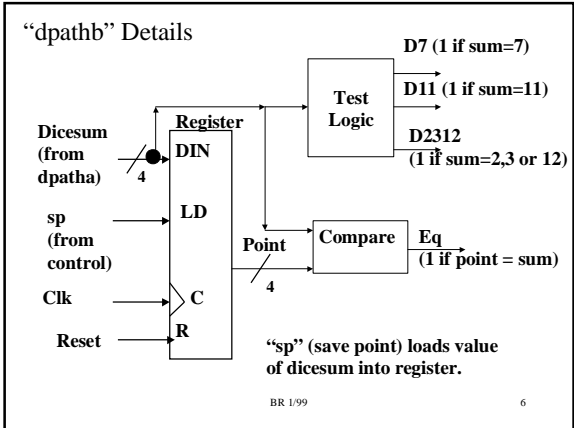 “dpathb” Details
D7 (1 if sum=7)
D11 (1 if sum=11)
D2312
(1 if sum=2,3 or 12)
Test
Logic
Register
Dicesum
(from
dpatha)
4
DIN
sp
(from
control)
LD
Point
4
Compare
Eq
(1 if point = sum)
Clk
C
Reset
R
“sp” (save point) loads value
of dicesum into register.
BR 1/99
6